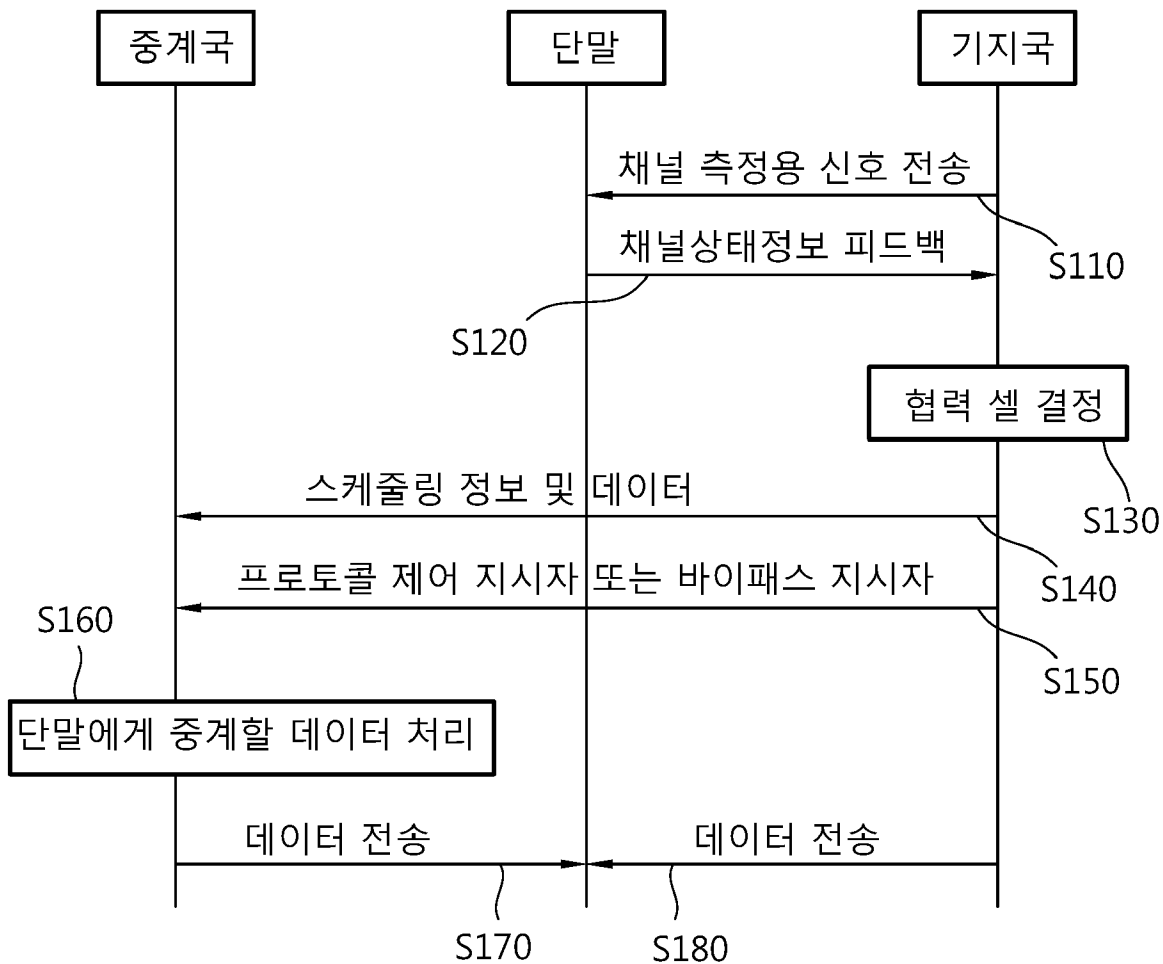 중계국
단말
기지국
채널 측정용 신호 전송
S110
채널상태정보 피드백
S120
협력 셀 결정
S130
스케줄링 정보 및 데이터
S140
프로토콜 제어 지시자 또는 바이패스 지시자
S150
S160
단말에게 중계할 데이터 처리
데이터 전송
데이터 전송
S170
S180